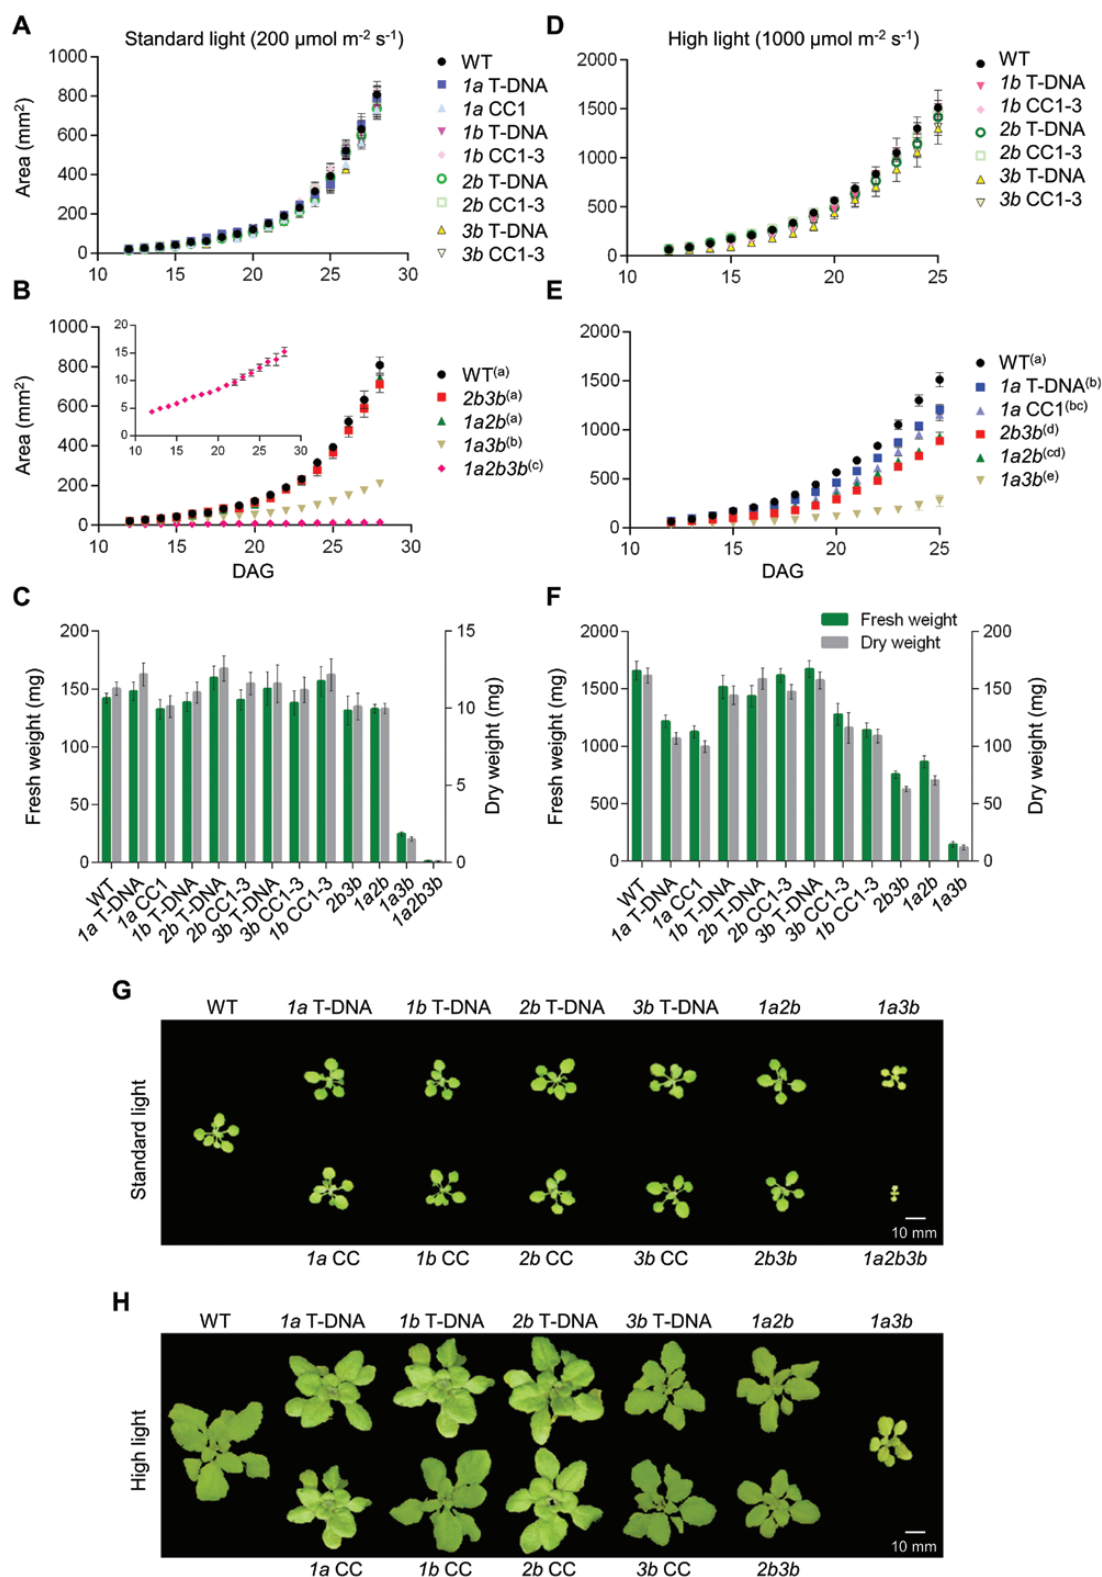 A
Standard light (200 µmol m⁻² s⁻¹)
Area (mm²)
1000
800
600
400
200
0
10 15 20 25 30
WT
1a T-DNA
1a CC1
1b T-DNA
1b CC1-3
2b T-DNA
2b CC1-3
3b T-DNA
3b CC1-3
D
High light (1000 µmol m⁻² s⁻¹)
Area (mm²)
2000
1500
1000
500
0
10 15 20 25
WT
1b T-DNA
1b CC1-3
2b T-DNA
2b CC1-3
3b T-DNA
3b CC1-3
B
Area (mm²)
1000
800
600
400
200
0
10 15 20 25 30
DAG
20
15
10
5
0
10 15 20 25 30
WT(a)
2b3b(a)
1a2b(a)
1a3b(b)
1a2b3b(c)
E
Area (mm²)
2000
1500
1000
500
0
10 15 20 25
DAG
WT(a)
1a T-DNA(b)
1a CC1(bc)
2b3b(d)
1a2b(cd)
1a3b(e)
C
Fresh weight (mg)
200
150
100
50
0
15
10
5
0
Dry weight (mg)
WT
1a T-DNA
1a CC1
1b T-DNA
2b T-DNA
2b CC1-3
3b T-DNA
3b CC1-3
1b CC1-3
2b3b
1a2b
1a3b
1a2b3b
F
Fresh weight
Dry weight
Fresh weight (mg)
2000
1500
1000
500
0
200
150
100
50
0
Dry weight (mg)
WT
1a T-DNA
1a CC1
1b T-DNA
2b T-DNA
2b CC1-3
3b T-DNA
3b CC1-3
1b CC1-3
2b3b
1a2b
1a3b
G
WT 1a T-DNA 1b T-DNA 2b T-DNA 3b T-DNA 1a2b 1a3b
Standard light
10 mm
1a CC 1b CC 2b CC 3b CC 2b3b 1a2b3b
H
WT 1a T-DNA 1b T-DNA 2b T-DNA 3b T-DNA 1a2b 1a3b
High light
10 mm
1a CC 1b CC 2b CC 3b CC 2b3b